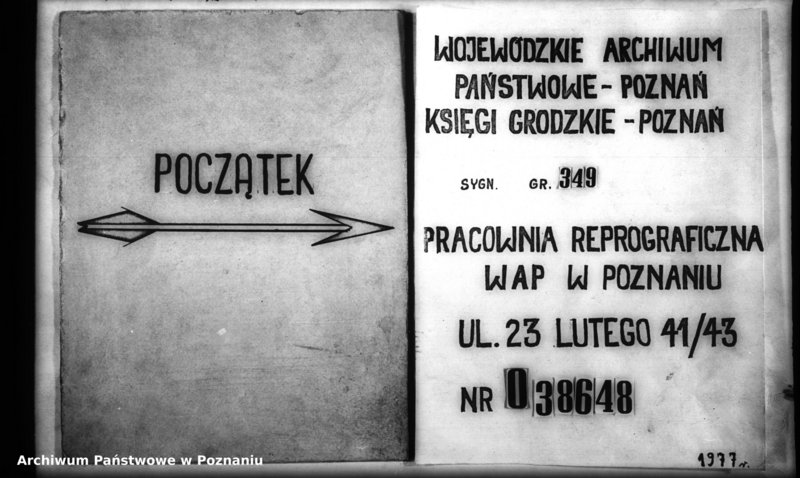 POCZĄTEK
WOJEWÓDZKIE ARCHIWUM
PAŃSTWOWE - POZNAŃ
KSIĘGI GRODZKIE - POZNAŃ
SYGN. GR. 349
PRACOWNIA REPROGRAFICZNA
WAP W POZNANIU
UL. 23 LUTEGO 41/43
NR 038648
1977 r.
Archiwum Państwowe w Poznaniu